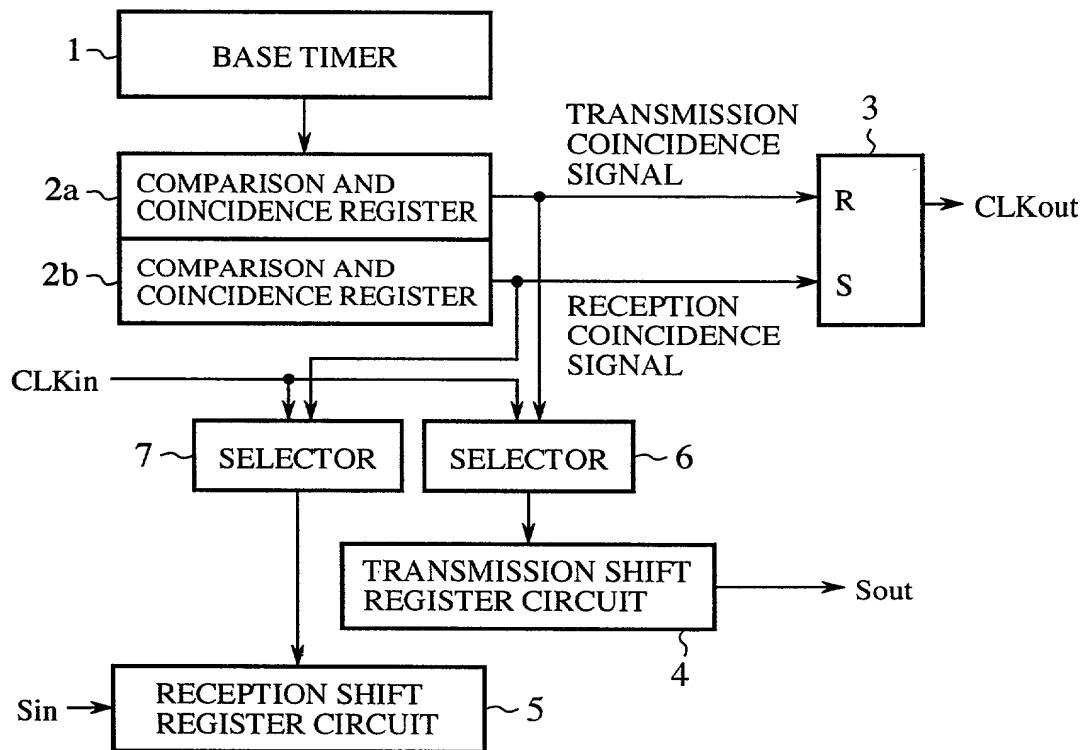 1
BASE TIMER
TRANSMISSION
COINCIDENCE
SIGNAL
3
2a
COMPARISON AND
COINCIDENCE REGISTER
R
CLKout
2b
COMPARISON AND
COINCIDENCE REGISTER
S
RECEPTION
COINCIDENCE
SIGNAL
CLKin
7
SELECTOR
SELECTOR
6
TRANSMISSION SHIFT
REGISTER CIRCUIT
Sout
4
Sin
RECEPTION SHIFT
REGISTER CIRCUIT
5